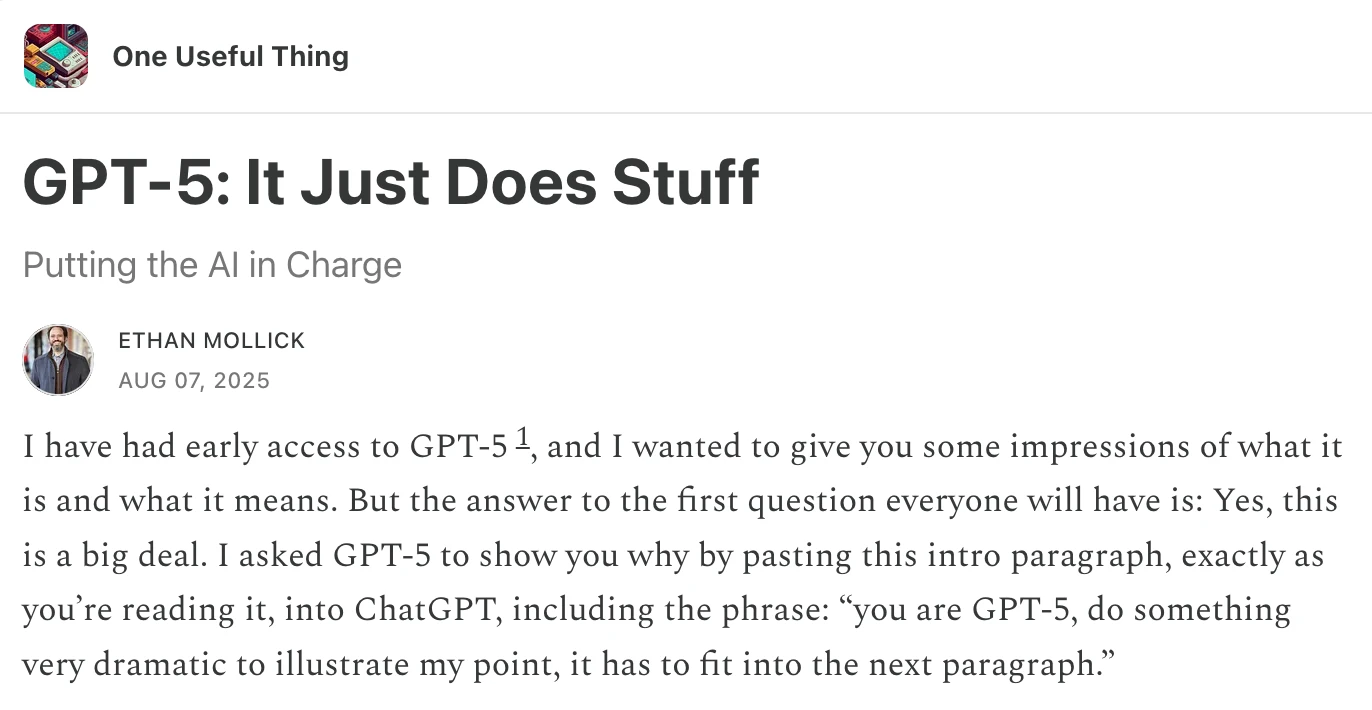 One Useful Thing
GPT-5: It Just Does Stuff
Putting the AI in Charge
ETHAN MOLLICK
AUG 07, 2025
I have had early access to GPT-5 1, and I wanted to give you some impressions of what it
is and what it means. But the answer to the first question everyone will have is: Yes, this
is a big deal. I asked GPT-5 to show you why by pasting this intro paragraph, exactly as
you’re reading it, into ChatGPT, including the phrase: “you are GPT-5, do something
very dramatic to illustrate my point, it has to fit into the next paragraph.”